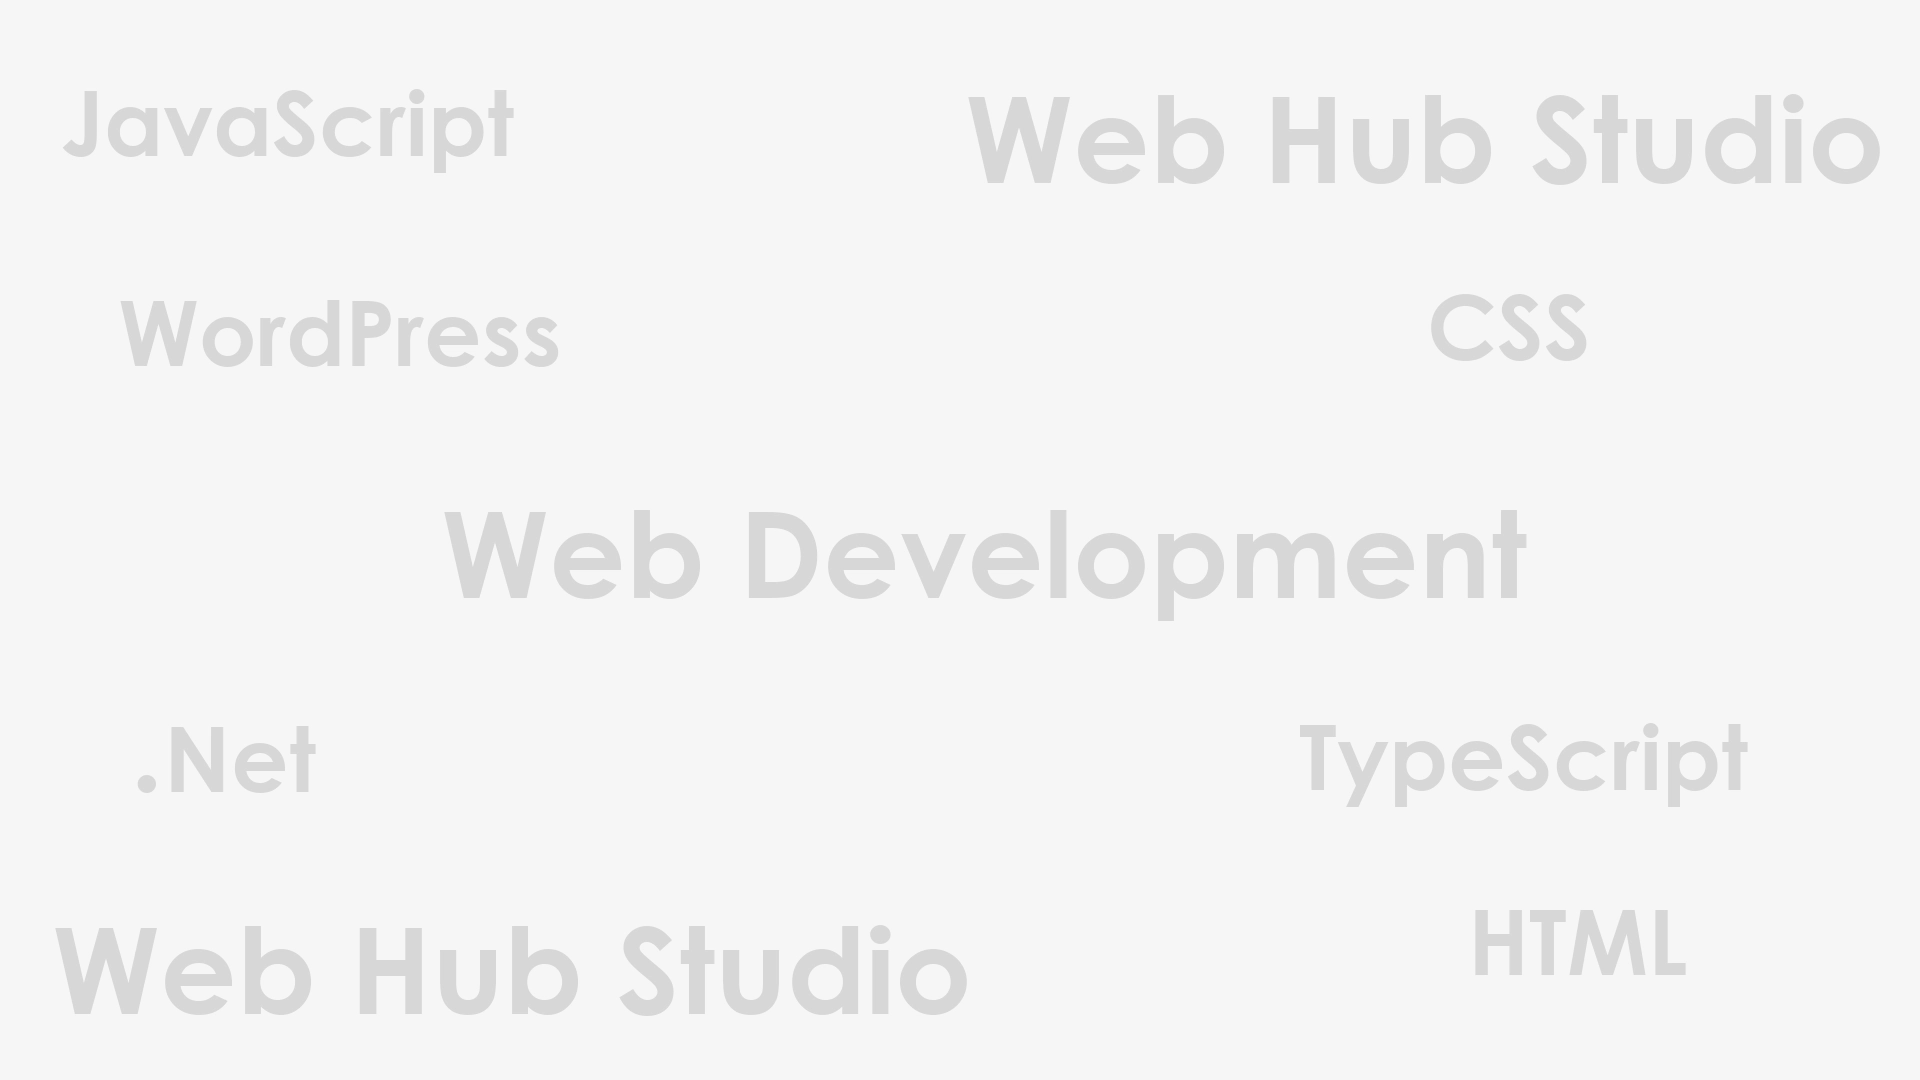 JavaScript
Web Hub Studio
WordPress
CSS
Web Development
.Net
TypeScript
Web Hub Studio
HTML